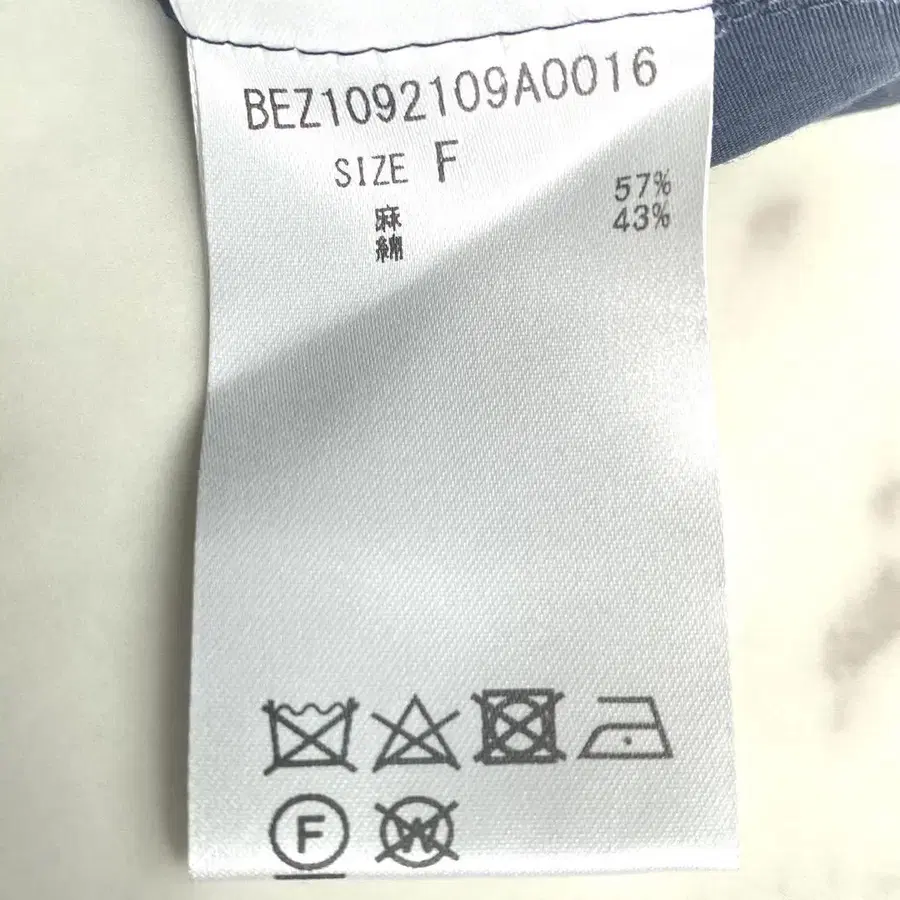 BEZ1092109A0016
SIZE F
麻 57%
綿 43%
F W